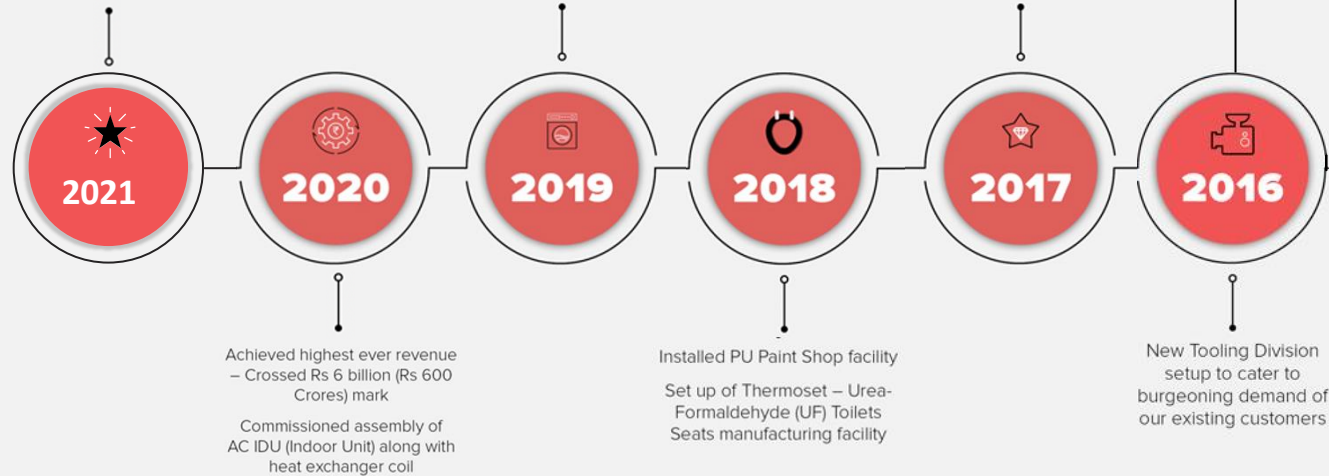 2021
2020
2019
2018
2017
2016
Achieved highest ever revenue
– Crossed Rs 6 billion (Rs 600
Crores) mark
Commissioned assembly of
AC IDU (Indoor Unit) along with
heat exchanger coil
Installed PU Paint Shop facility
Set up of Thermoset – Urea-
Formaldehyde (UF) Toilets
Seats manufacturing facility
New Tooling Division
setup to cater to
burgeoning demand of
our existing customers